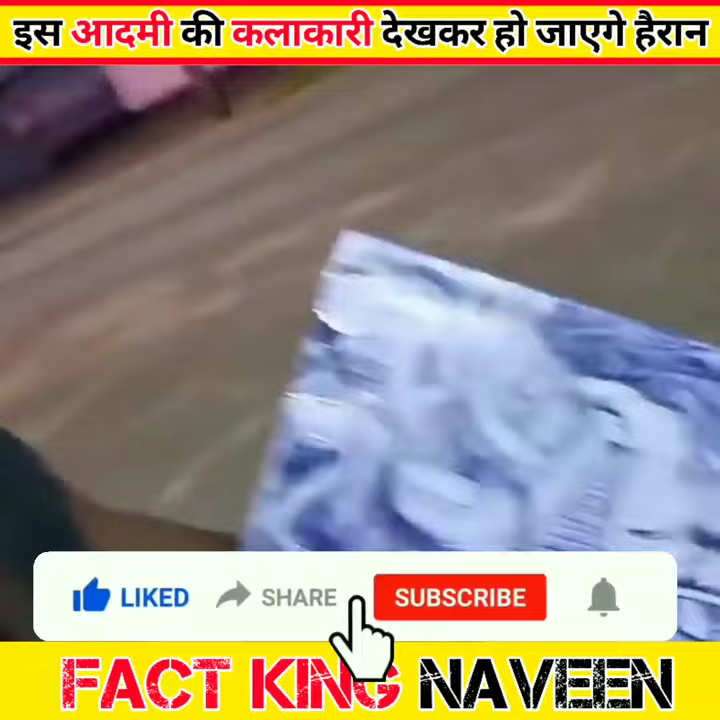 इस आदमी की कलाकारी देखकर हो जाएगे हैरान
LIKED SHARE SUBSCRIBE
FACT KING NAVEEN